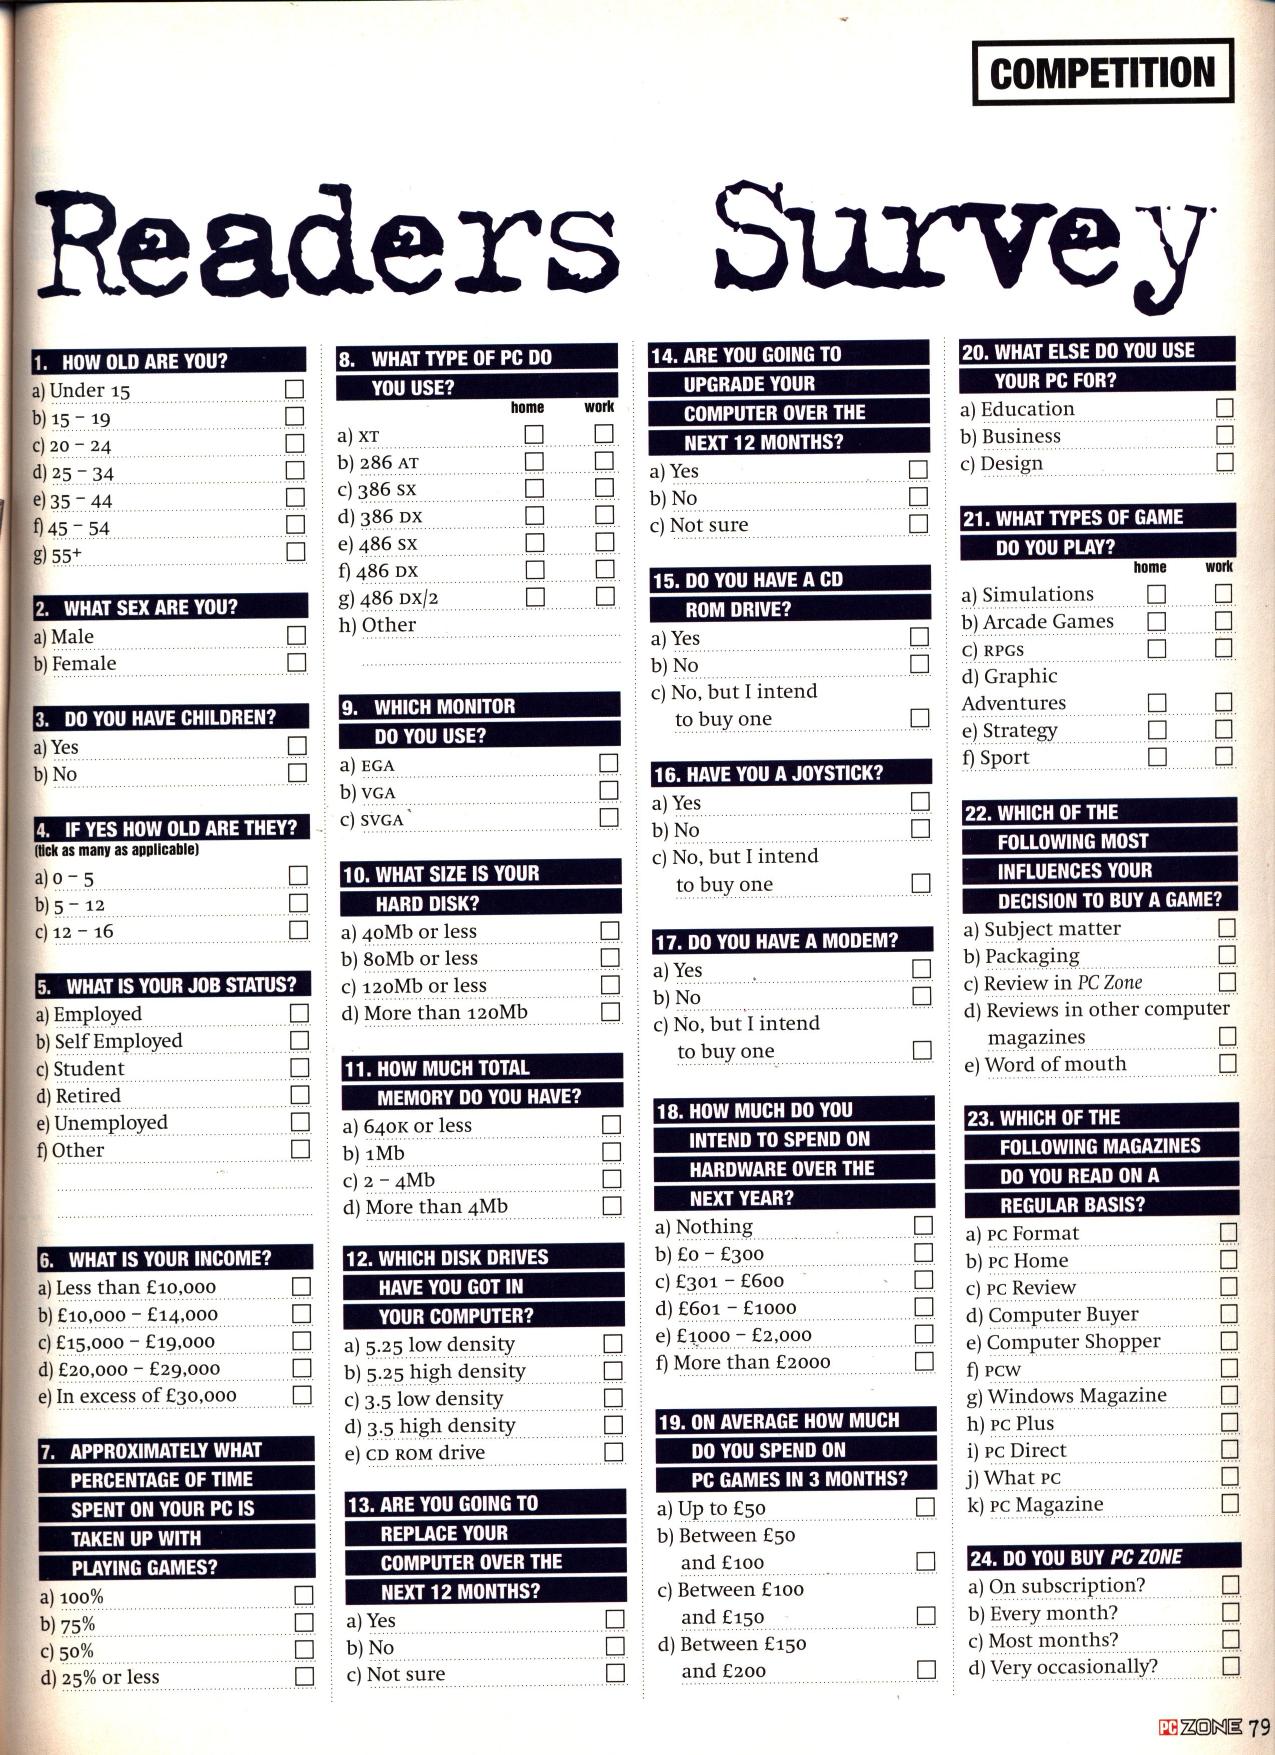 COMPETITION
Readers Survey
1. HOW OLD ARE YOU?
a) Under 15
b) 15 – 19
c) 20 – 24
d) 25 – 34
e) 35 – 44
f) 45 – 54
g) 55+
2. WHAT SEX ARE YOU?
a) Male
b) Female
3. DO YOU HAVE CHILDREN?
a) Yes
b) No
4. IF YES HOW OLD ARE THEY?
(tick as many as applicable)
a) 0 – 5
b) 5 – 12
c) 12 – 16
5. WHAT IS YOUR JOB STATUS?
a) Employed
b) Self Employed
c) Student
d) Retired
e) Unemployed
f) Other
6. WHAT IS YOUR INCOME?
a) Less than £10,000
b) £10,000 – £14,000
c) £15,000 – £19,000
d) £20,000 – £29,000
e) In excess of £30,000
7. APPROXIMATELY WHAT
PERCENTAGE OF TIME
SPENT ON YOUR PC IS
TAKEN UP WITH
PLAYING GAMES?
a) 100%
b) 75%
c) 50%
d) 25% or less
8. WHAT TYPE OF PC DO
YOU USE?
home work
a) XT
b) 286 AT
c) 386 SX
d) 386 DX
e) 486 SX
f) 486 DX
g) 486 DX/2
h) Other
9. WHICH MONITOR
DO YOU USE?
a) EGA
b) VGA
c) SVGA
10. WHAT SIZE IS YOUR
HARD DISK?
a) 40Mb or less
b) 80Mb or less
c) 120Mb or less
d) More than 120Mb
11. HOW MUCH TOTAL
MEMORY DO YOU HAVE?
a) 640K or less
b) 1Mb
c) 2 – 4Mb
d) More than 4Mb
12. WHICH DISK DRIVES
HAVE YOU GOT IN
YOUR COMPUTER?
a) 5.25 low density
b) 5.25 high density
c) 3.5 low density
d) 3.5 high density
e) CD ROM drive
13. ARE YOU GOING TO
REPLACE YOUR
COMPUTER OVER THE
NEXT 12 MONTHS?
a) Yes
b) No
c) Not sure
14. ARE YOU GOING TO
UPGRADE YOUR
COMPUTER OVER THE
NEXT 12 MONTHS?
a) Yes
b) No
c) Not sure
15. DO YOU HAVE A CD
ROM DRIVE?
a) Yes
b) No
c) No, but I intend
to buy one
16. HAVE YOU A JOYSTICK?
a) Yes
b) No
c) No, but I intend
to buy one
17. DO YOU HAVE A MODEM?
a) Yes
b) No
c) No, but I intend
to buy one
18. HOW MUCH DO YOU
INTEND TO SPEND ON
HARDWARE OVER THE
NEXT YEAR?
a) Nothing
b) £0 – £300
c) £301 – £600
d) £601 – £1000
e) £1000 – £2,000
f) More than £2000
19. ON AVERAGE HOW MUCH
DO YOU SPEND ON
PC GAMES IN 3 MONTHS?
a) Up to £50
b) Between £50
and £100
c) Between £100
and £150
d) Between £150
and £200
20. WHAT ELSE DO YOU USE
YOUR PC FOR?
a) Education
b) Business
c) Design
21. WHAT TYPES OF GAME
DO YOU PLAY?
home work
a) Simulations
b) Arcade Games
c) RPGS
d) Graphic
Adventures
e) Strategy
f) Sport
22. WHICH OF THE
FOLLOWING MOST
INFLUENCES YOUR
DECISION TO BUY A GAME?
a) Subject matter
b) Packaging
c) Review in PC Zone
d) Reviews in other computer
magazines
e) Word of mouth
23. WHICH OF THE
FOLLOWING MAGAZINES
DO YOU READ ON A
REGULAR BASIS?
a) PC Format
b) PC Home
c) PC Review
d) Computer Buyer
e) Computer Shopper
f) PCW
g) Windows Magazine
h) PC Plus
i) PC Direct
j) What PC
k) PC Magazine
24. DO YOU BUY PC ZONE
a) On subscription?
b) Every month?
c) Most months?
d) Very occasionally?
PC ZONE 79